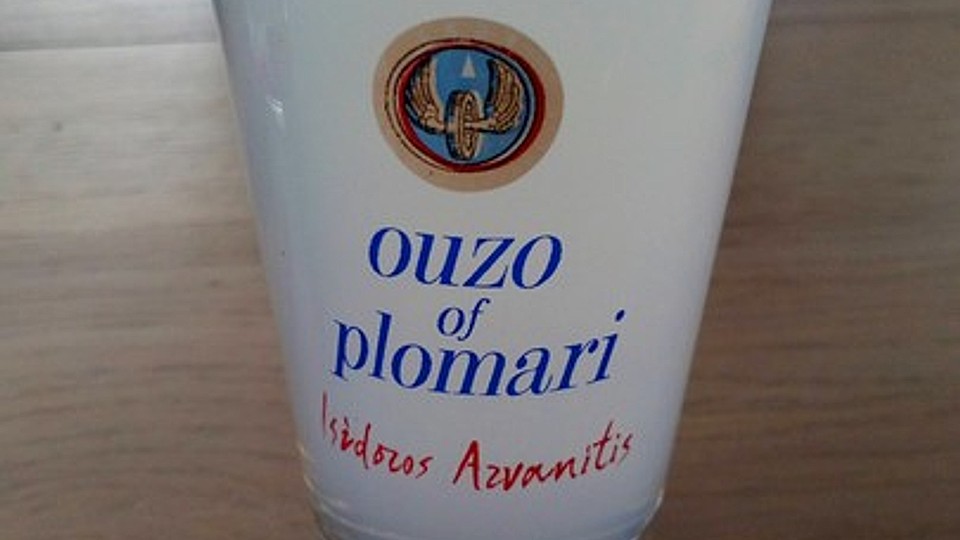 ouzo
of
plomari
Isidoros Arvanitis